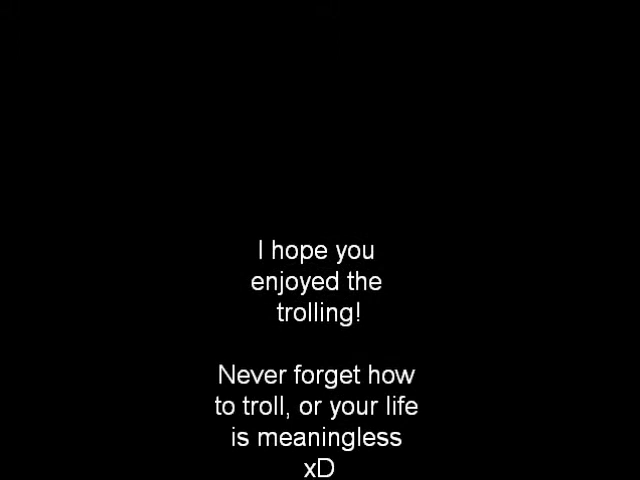 I hope you
enjoyed the
trolling!
Never forget how
to troll, or your life
is meaningless
xD